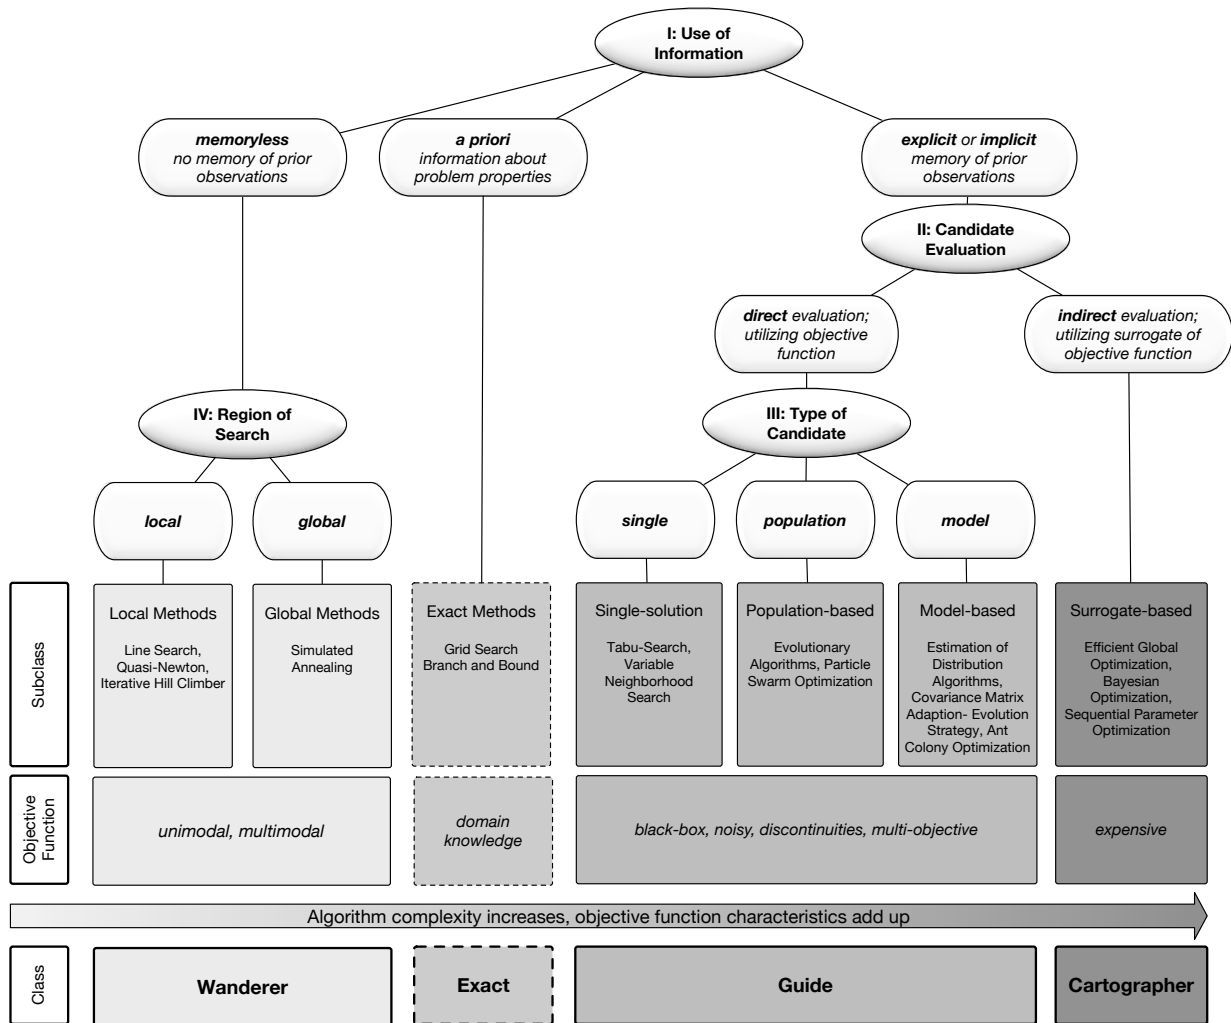 I: Use of
Information
memoryless
no memory of prior
observations
a priori
information about
problem properties
explicit or implicit
memory of prior
observations
II: Candidate
Evaluation
direct evaluation;
utilizing objective
function
indirect evaluation;
utilizing surrogate of
objective function
IV: Region of
Search
III: Type of
Candidate
local
global
single
population
model
Subclass
Local Methods
Line Search,
Quasi-Newton,
Iterative Hill Climber
Global Methods
Simulated
Annealing
Exact Methods
Grid Search
Branch and Bound
Single-solution
Tabu-Search,
Variable
Neighborhood
Search
Population-based
Evolutionary
Algorithms, Particle
Swarm Optimization
Model-based
Estimation of
Distribution
Algorithms,
Covariance Matrix
Adaption- Evolution
Strategy, Ant
Colony Optimization
Surrogate-based
Efficient Global
Optimization,
Bayesian
Optimization,
Sequential Parameter
Optimization
Objective
Function
unimodal, multimodal
domain
knowledge
black-box, noisy, discontinuities, multi-objective
expensive
Algorithm complexity increases, objective function characteristics add up
Class
Wanderer
Exact
Guide
Cartographer